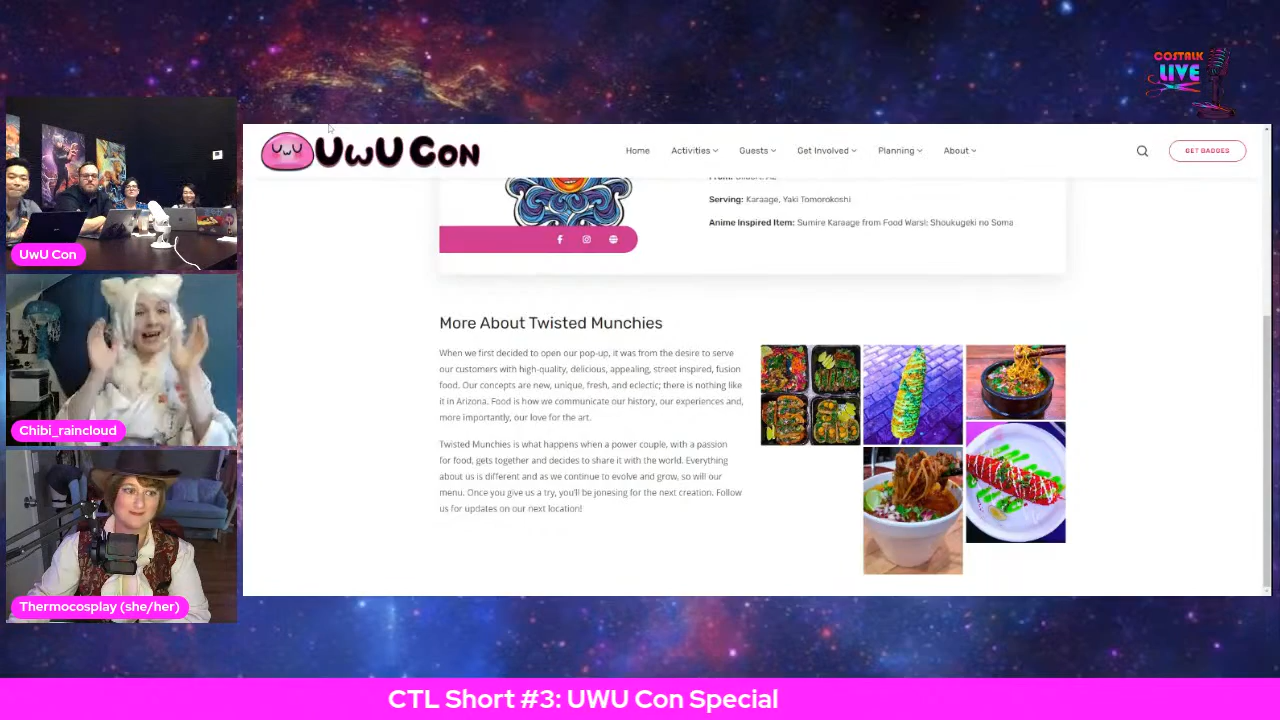 COSTALK
LIVE
UwU Con
Home
Activities
Guests
Get Involved
Planning
About
GET BADGES
Serving: Karaage, Yaki Tomorokoshi
Anime Inspired Item: Sumire Karaage from Food Wars!: Shoukugeki no Soma
UwU Con
Chibi_raincloud
Thermocosplay (she/her)
More About Twisted Munchies
When we first decided to open our pop-up, it was from the desire to serve
our customers with high-quality, delicious, appealing, street inspired, fusion
food. Our concepts are new, unique, fresh, and eclectic; there is nothing like
it in Arizona. Food is how we communicate our history, our experiences and,
more importantly, our love for the art.
Twisted Munchies is what happens when a power couple, with a passion
for food, gets together and decides to share it with the world. Everything
about us is different and as we continue to evolve and grow, so will our
menu. Once you give us a try, you'll be jonesing for the next creation. Follow
us for updates on our next location!
CTL Short #3: UWU Con Special